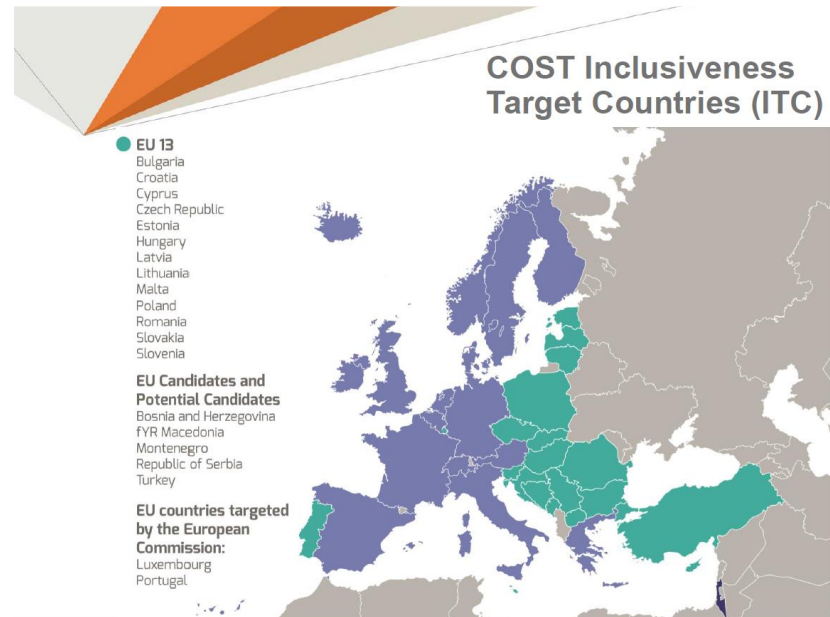 COST Inclusiveness
Target Countries (ITC)
EU 13
Bulgaria
Croatia
Cyprus
Czech Republic
Estonia
Hungary
Latvia
Lithuania
Malta
Poland
Romania
Slovakia
Slovenia
EU Candidates and
Potential Candidates
Bosnia and Herzegovina
fYR Macedonia
Montenegro
Republic of Serbia
Turkey
EU countries targeted
by the European
Commission:
Luxembourg
Portugal